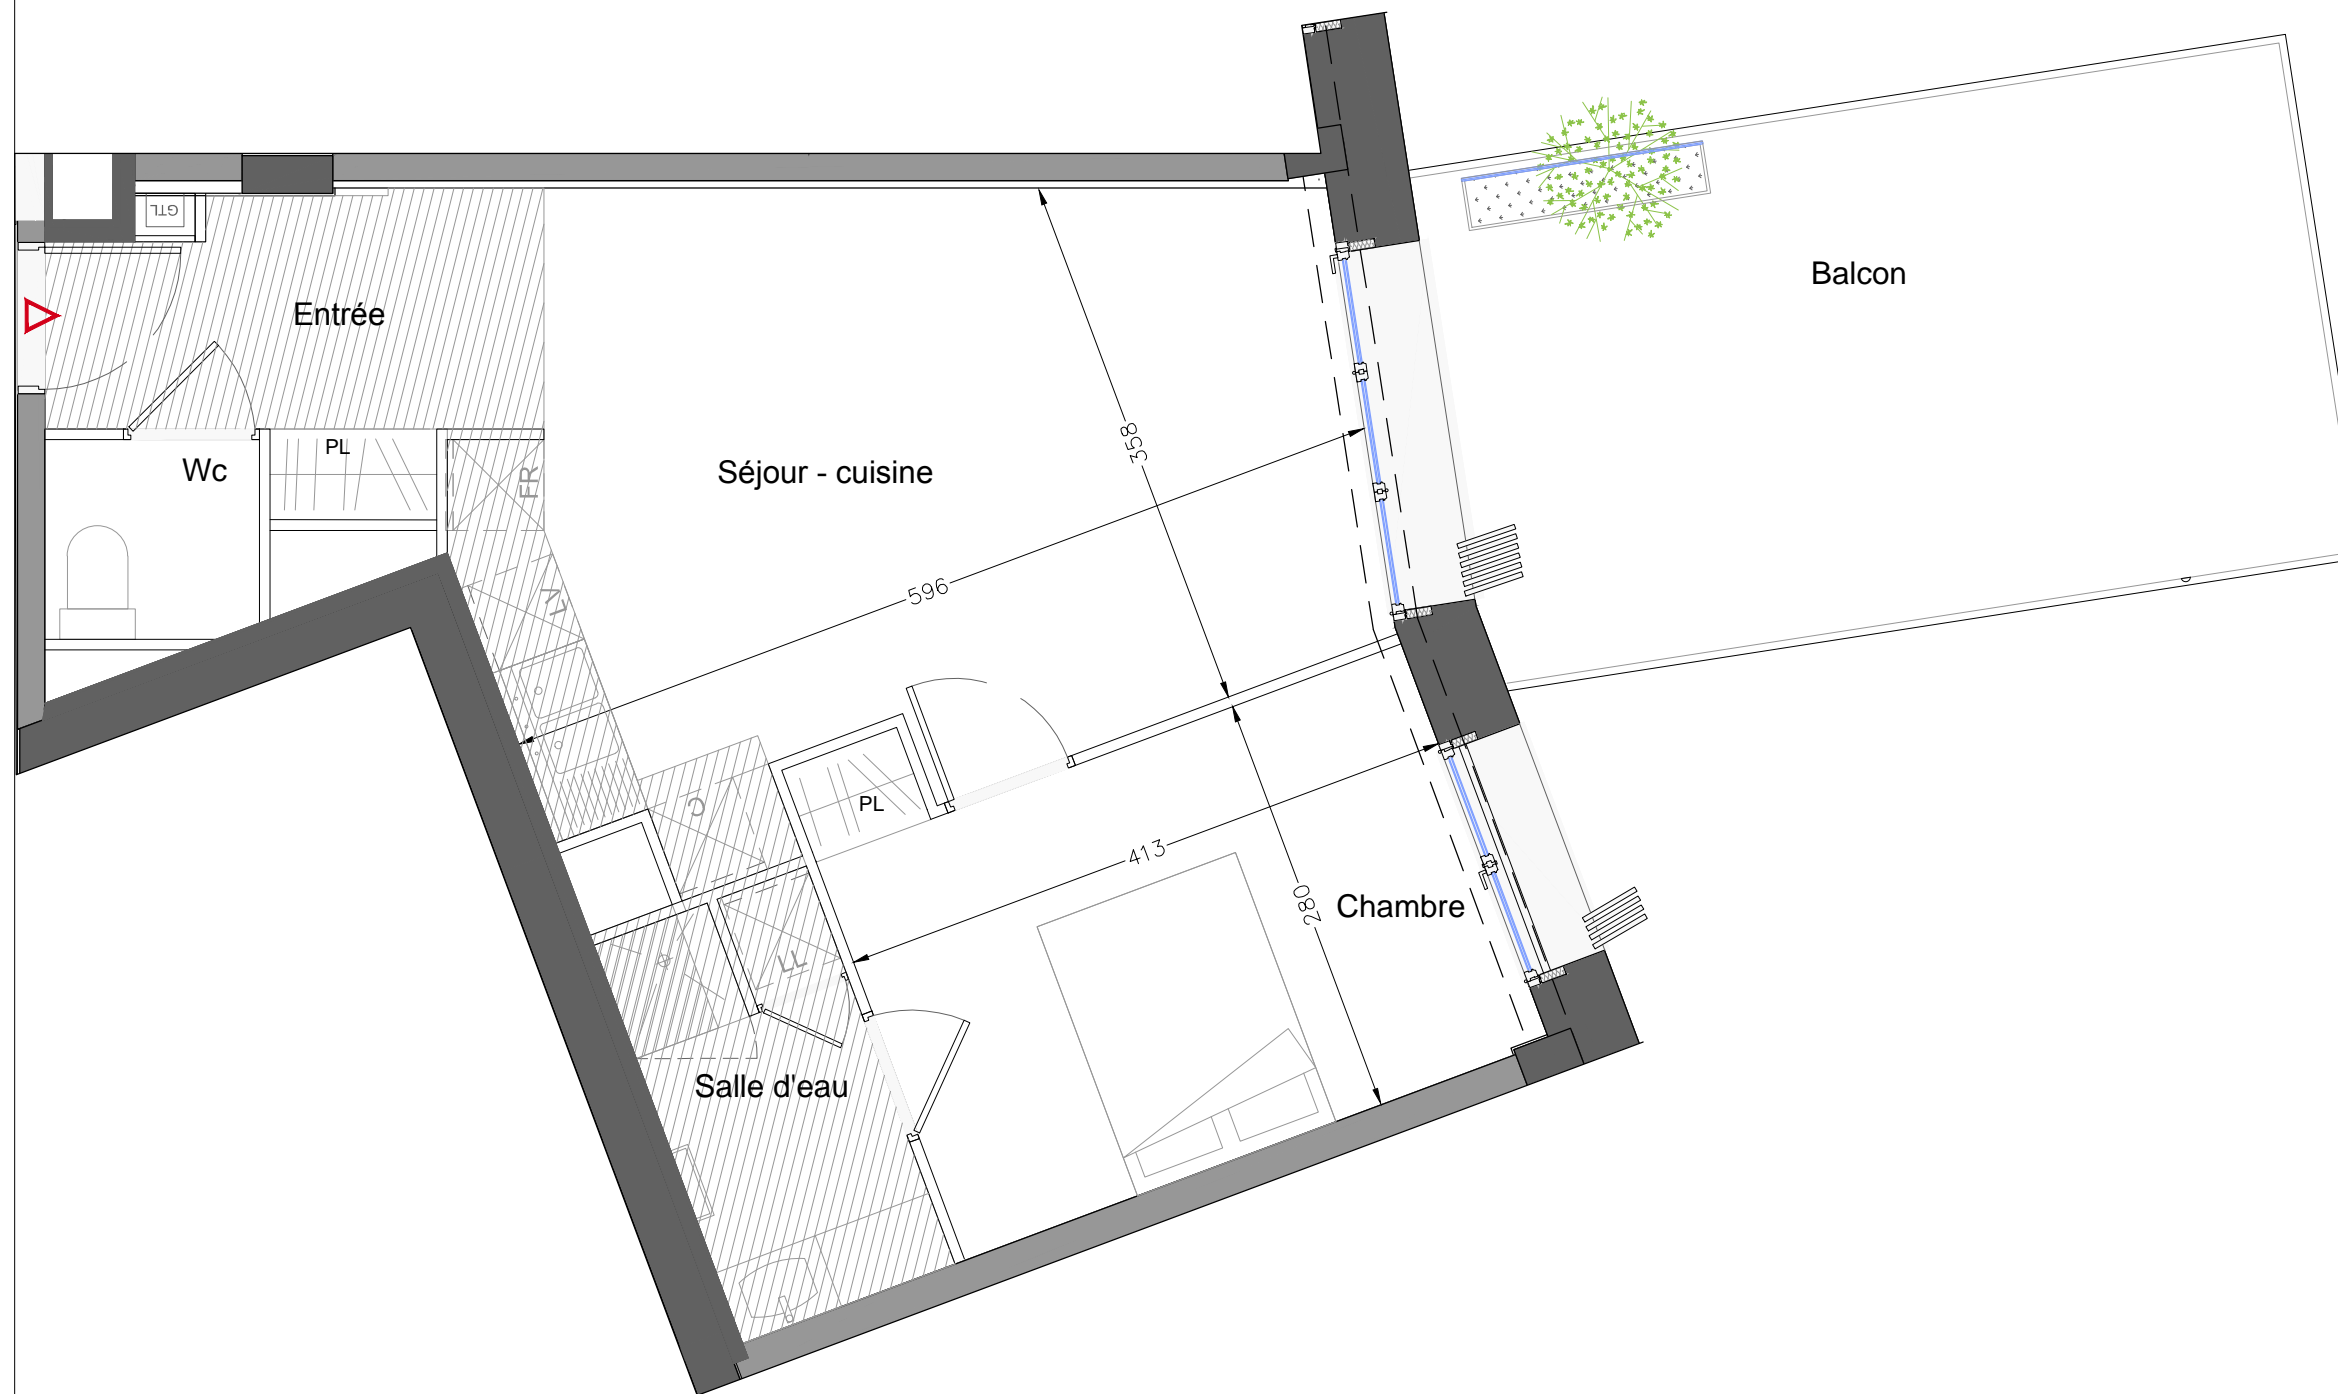 GTL
Entrée
Balcon
358
PL
Wc
Séjour - cuisine
FR
596
LV
PL
C
413
280
Chambre
LL
Salle d'eau